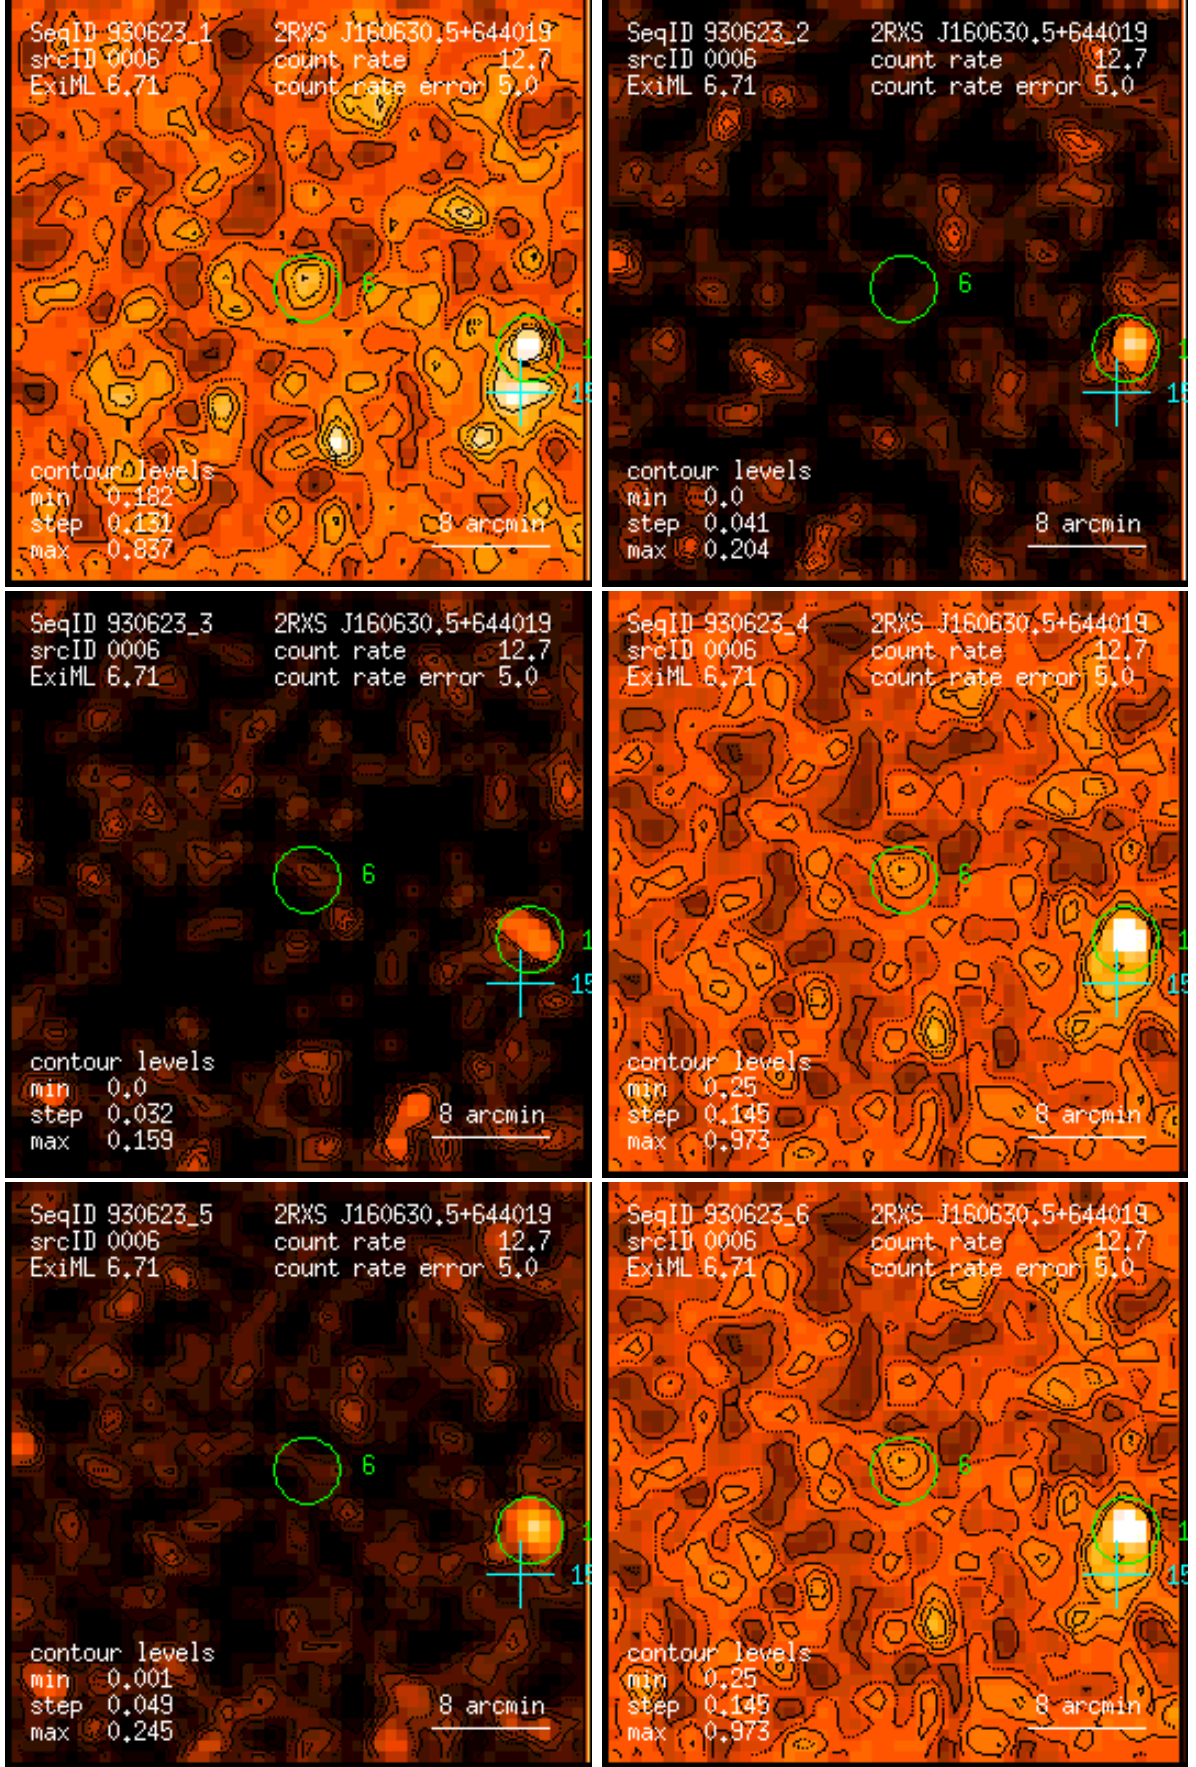 SeqID 930623_1 2RXS J160630.5+644019
srcID 0006 count rate 12.7
ExiML 6.71 count rate error 5.0
6
1
15
contour levels
min 0.182
step 0.131
max 0.837
8 arcmin
SeqID 930623_2 2RXS J160630.5+644019
srcID 0006 count rate 12.7
ExiML 6.71 count rate error 5.0
6
1
15
contour levels
min 0.0
step 0.041
max 0.204
8 arcmin
SeqID 930623_3 2RXS J160630.5+644019
srcID 0006 count rate 12.7
ExiML 6.71 count rate error 5.0
6
1
15
contour levels
min 0.0
step 0.032
max 0.159
8 arcmin
SeqID 930623_4 2RXS J160630.5+644019
srcID 0006 count rate 12.7
ExiML 6.71 count rate error 5.0
6
1
15
contour levels
min 0.25
step 0.145
max 0.973
8 arcmin
SeqID 930623_5 2RXS J160630.5+644019
srcID 0006 count rate 12.7
ExiML 6.71 count rate error 5.0
6
1
15
contour levels
min 0.001
step 0.049
max 0.245
8 arcmin
SeqID 930623_6 2RXS J160630.5+644019
srcID 0006 count rate 12.7
ExiML 6.71 count rate error 5.0
6
1
15
contour levels
min 0.25
step 0.145
max 0.973
8 arcmin